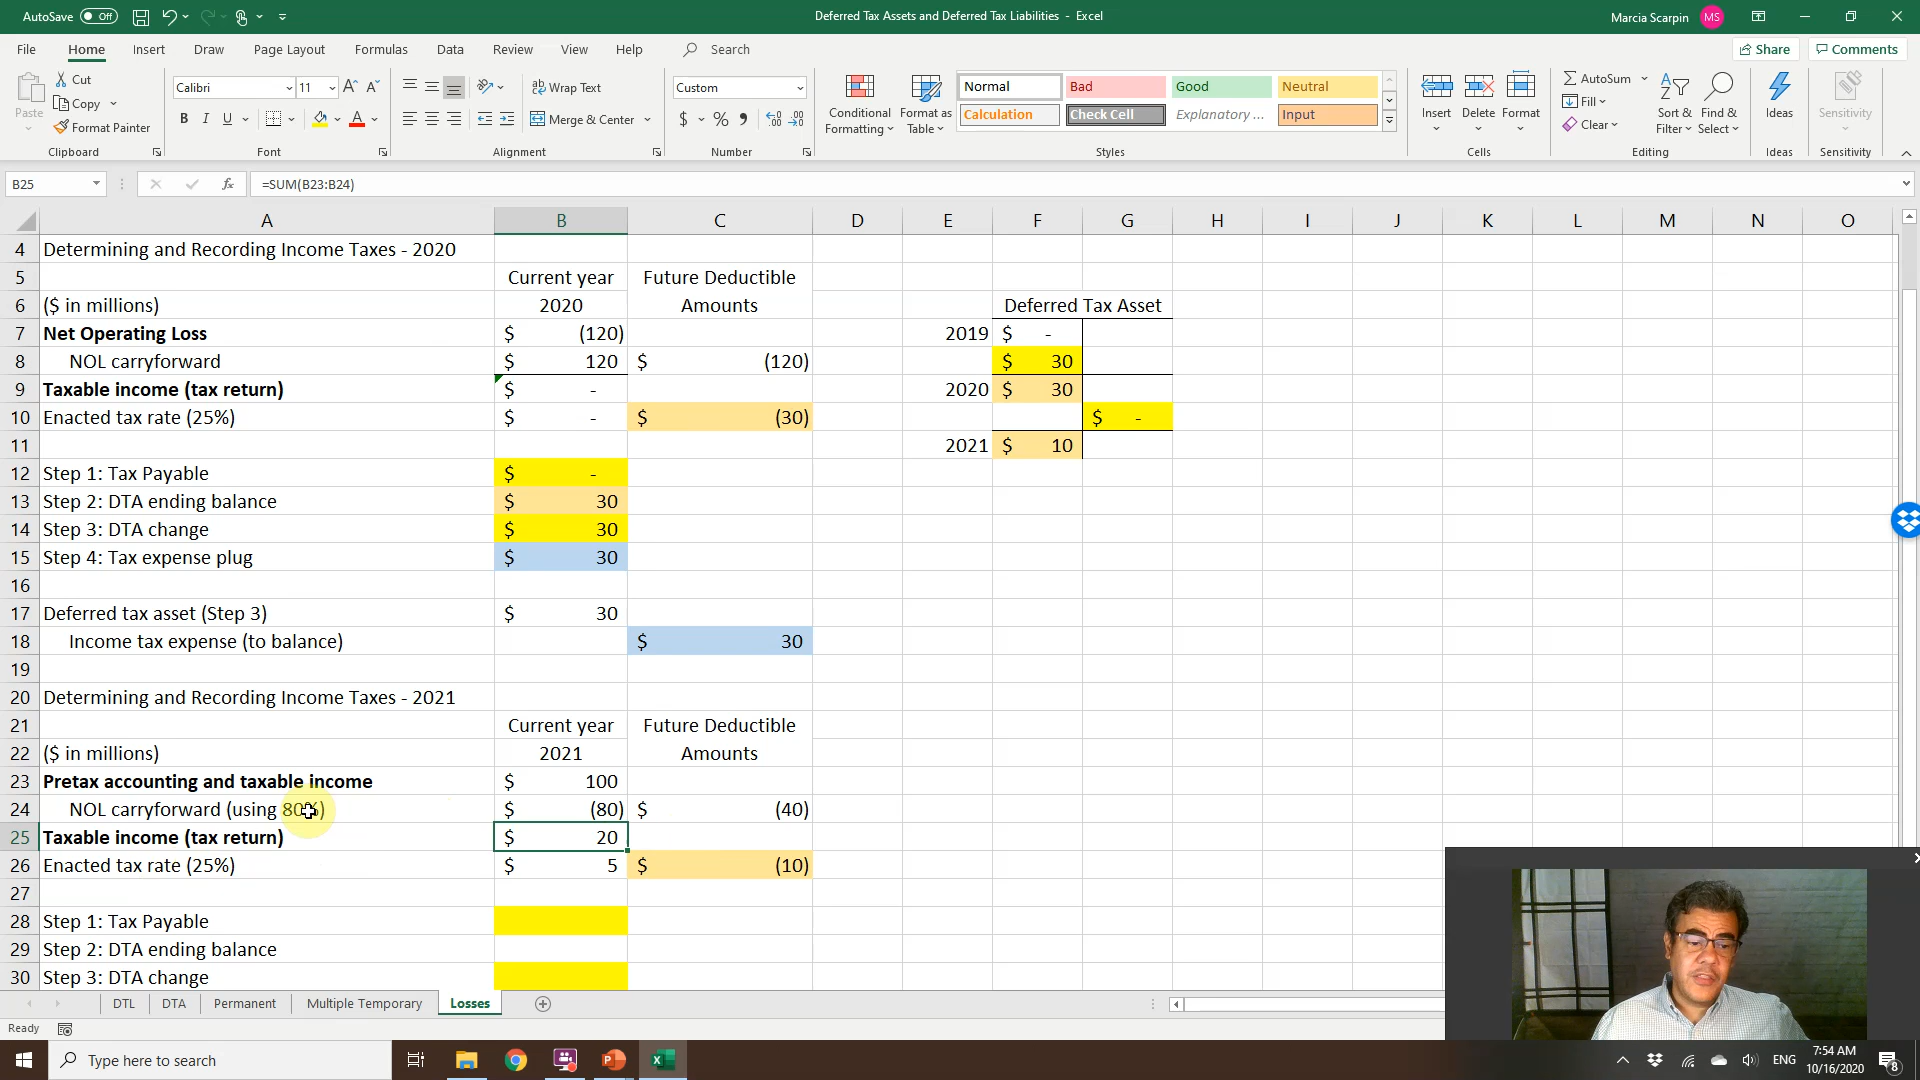 AutoSave Off Deferred Tax Assets and Deferred Tax Liabilities - Excel Marcia Scarpin MS
File Home Insert Draw Page Layout Formulas Data Review View Help Search Share Comments
Paste
Cut
Copy
Format Painter
Clipboard
Calibri 11 A A
B I U A
Font
Wrap Text
Merge & Center
Alignment
Custom
$ % ,
Number
Conditional Formatting
Format as Table
Normal Bad Good Neutral
Calculation Check Cell Explanatory ... Input
Styles
Insert Delete Format
Cells
AutoSum
Fill
Clear
Sort & Filter
Find & Select
Editing
Ideas
Ideas
Sensitivity
Sensitivity
B25 fx =SUM(B23:B24)
A B C D E F G H I J K L M N O
4 Determining and Recording Income Taxes - 2020
5 Current year Future Deductible
6 ($ in millions) 2020 Amounts Deferred Tax Asset
7 Net Operating Loss $ (120) 2019 $ -
8 NOL carryforward $ 120 $ (120) $ 30
9 Taxable income (tax return) $ - 2020 $ 30
10 Enacted tax rate (25%) $ - $ (30) $ -
11 2021 $ 10
12 Step 1: Tax Payable $ -
13 Step 2: DTA ending balance $ 30
14 Step 3: DTA change $ 30
15 Step 4: Tax expense plug $ 30
16
17 Deferred tax asset (Step 3) $ 30
18 Income tax expense (to balance) $ 30
19
20 Determining and Recording Income Taxes - 2021
21 Current year Future Deductible
22 ($ in millions) 2021 Amounts
23 Pretax accounting and taxable income $ 100
24 NOL carryforward (using 80%) $ (80) $ (40)
25 Taxable income (tax return) $ 20
26 Enacted tax rate (25%) $ 5 $ (10)
27
28 Step 1: Tax Payable
29 Step 2: DTA ending balance
30 Step 3: DTA change
DTL DTA Permanent Multiple Temporary Losses
Ready
Type here to search
ENG 7:54 AM
10/16/2020 8